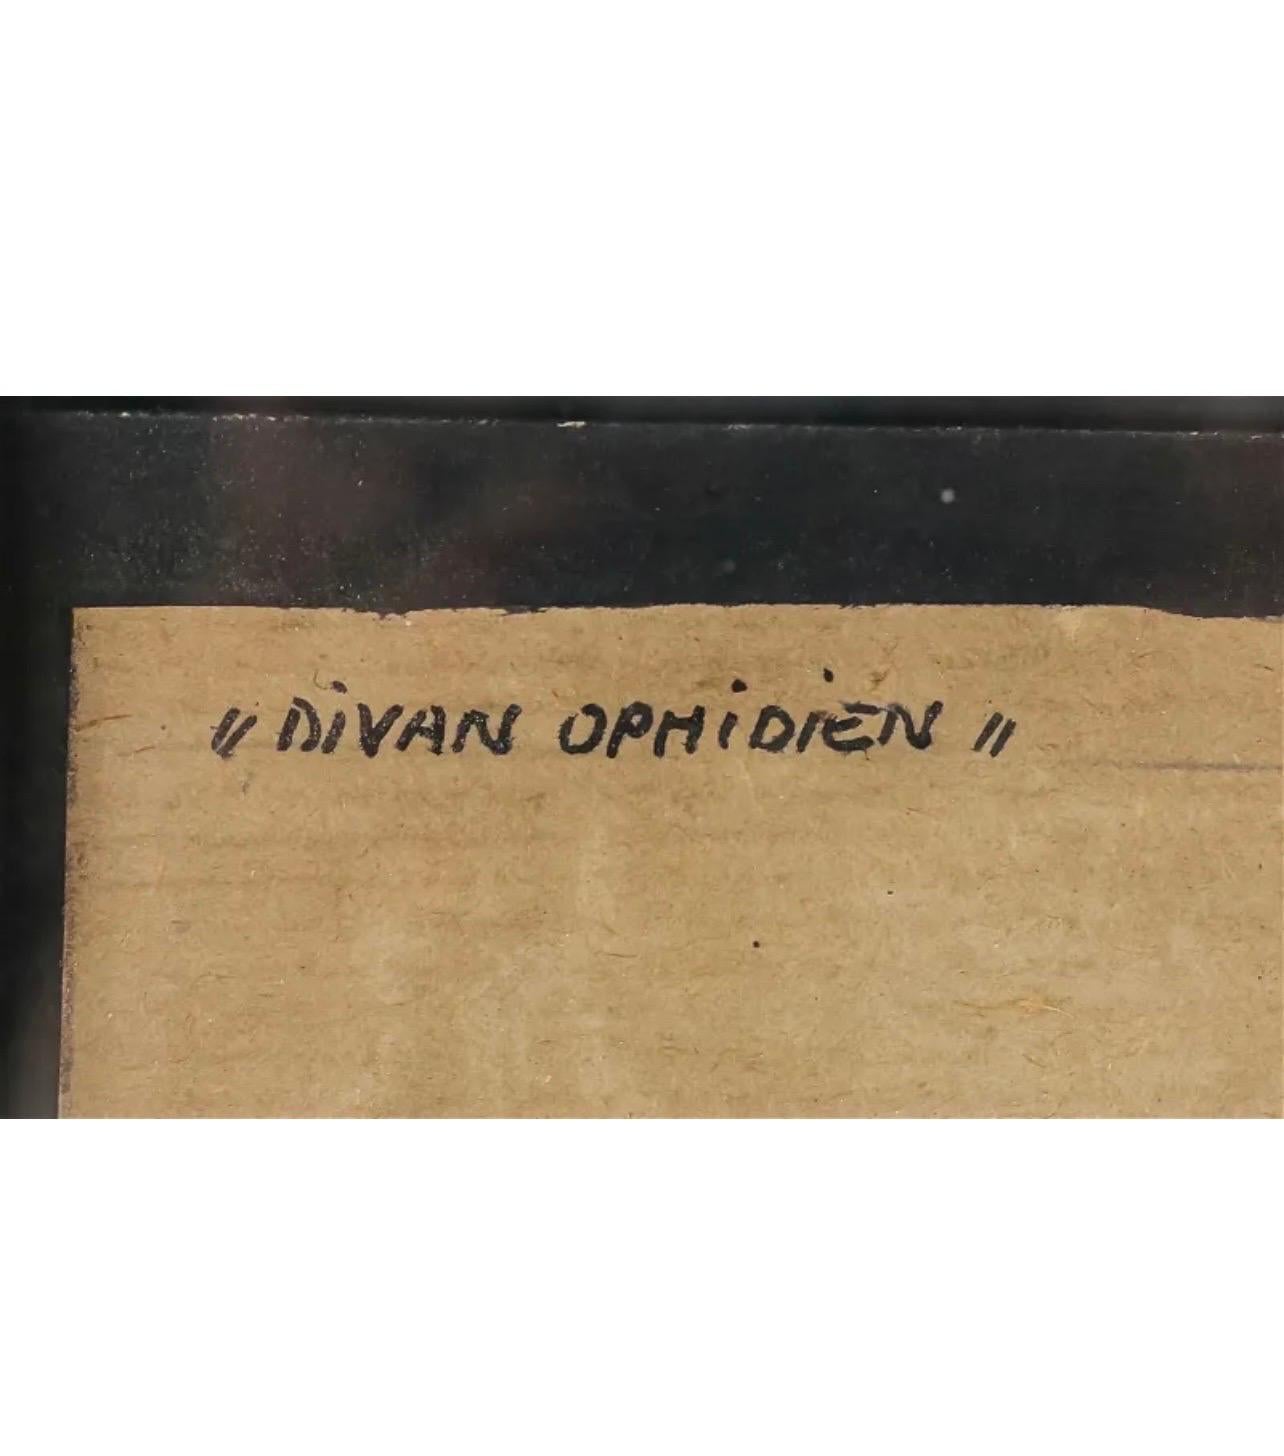 " DiVAN OPHiDiEN "